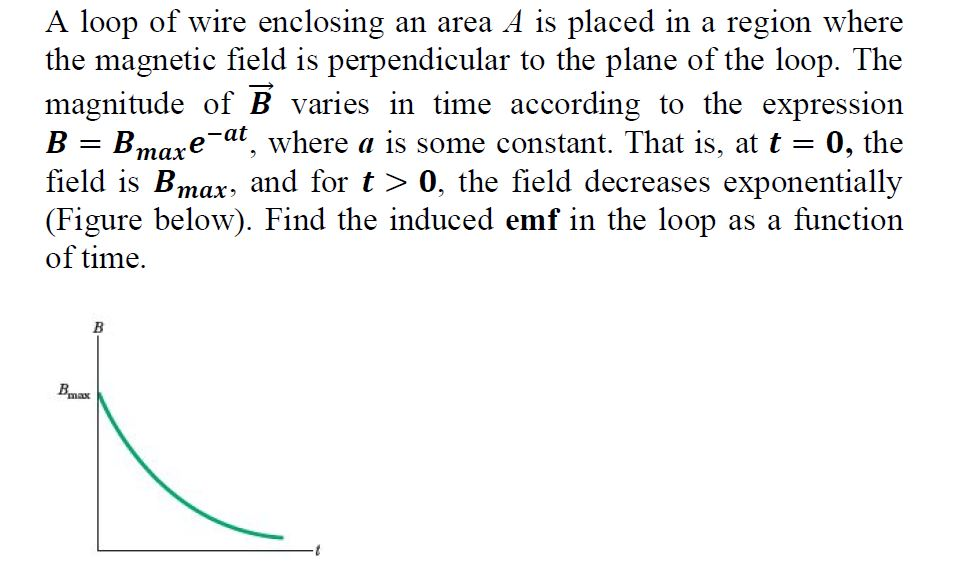 A loop of wire enclosing an area A is placed in a region where
the magnetic field is perpendicular to the plane of the loop. The
magnitude of B⃗ varies in time according to the expression
B = Bₘₐₓe⁻ᵃᵗ, where a is some constant. That is, at t = 0, the
field is Bₘₐₓ, and for t > 0, the field decreases exponentially
(Figure below). Find the induced emf in the loop as a function
of time.
B
Bₘₐₓ
t